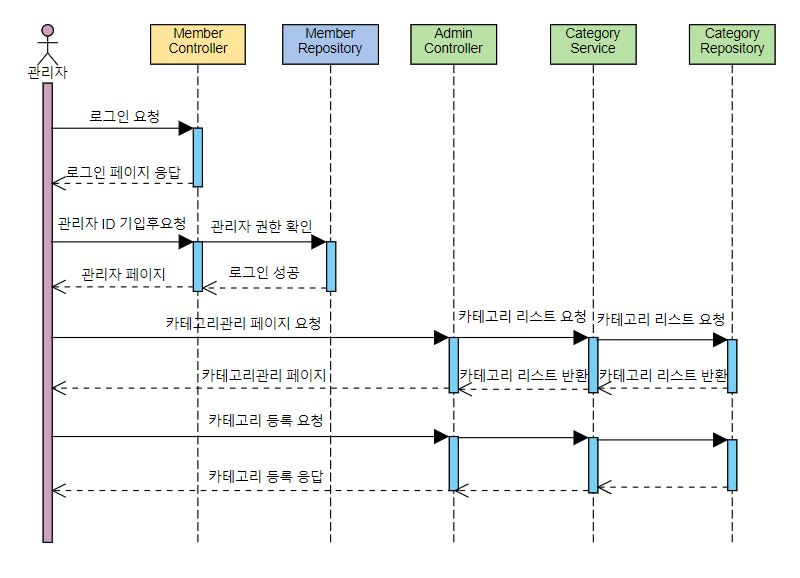 Member
Controller
Member
Repository
Admin
Controller
Category
Service
Category
Repository
관리자
로그인 요청
로그인 페이지 응답
관리자 ID 기입후요청
관리자 권한 확인
관리자 페이지
로그인 성공
카테고리관리 페이지 요청
카테고리 리스트 요청
카테고리 리스트 요청
카테고리관리 페이지
카테고리 리스트 반환
카테고리 리스트 반환
카테고리 등록 요청
카테고리 등록 응답